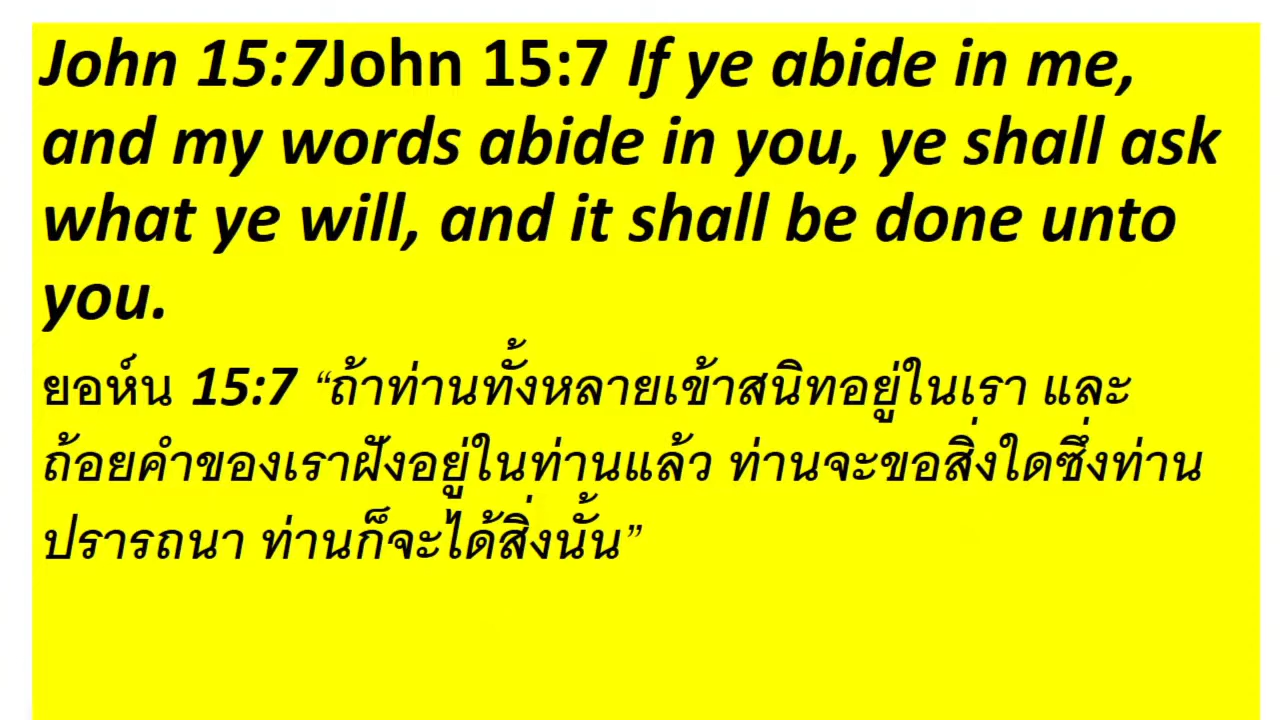 John 15:7John 15:7 If ye abide in me,
and my words abide in you, ye shall ask
what ye will, and it shall be done unto
you.
ยอห์น 15:7 “ถ้าท่านทั้งหลายเข้าสนิทอยู่ในเรา และ
ถ้อยคำของเราฝังอยู่ในท่านแล้ว ท่านจะขอสิ่งใดซึ่งท่าน
ปรารถนา ท่านก็จะได้สิ่งนั้น”